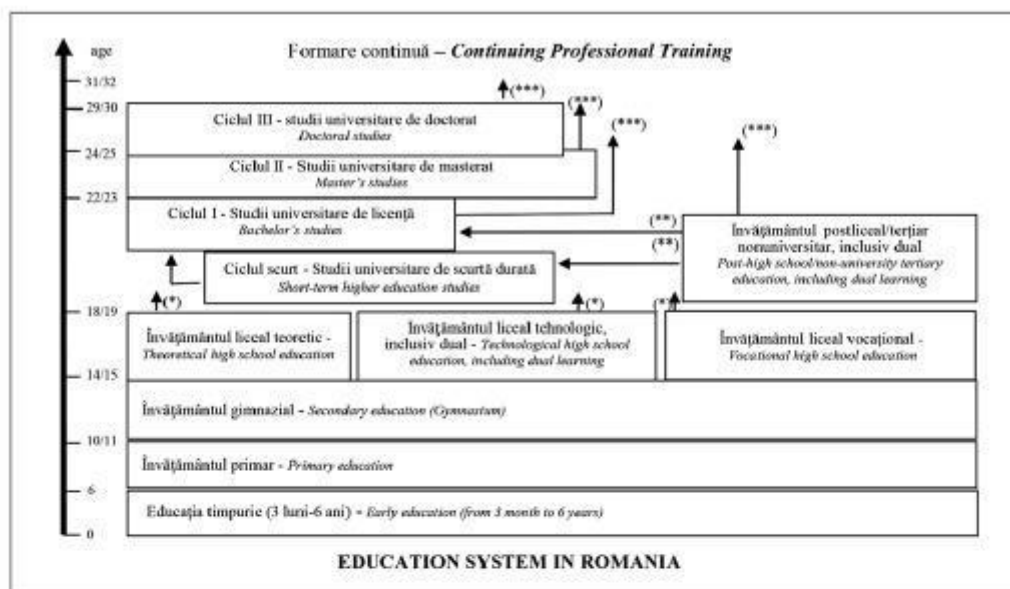 age
Formare continuă – Continuing Professional Training
31/32
(***)
(***)
29/30
Ciclul III - studii universitare de doctorat
Doctoral studies
(***)
(***)
24/25
Ciclul II - Studii universitare de masterat
Master's studies
22/23
Ciclul I - Studii universitare de licență
Bachelor's studies
(**)
(**)
Învățământul postliceal/terțiar
nonuniversitar, inclusiv dual
Post-high school/non-university tertiary
education, including dual learning
Ciclul scurt - Studii universitare de scurtă durată
Short-term higher education studies
18/19
(*)
(*)
(*)
Învățământul liceal teoretic -
Theoretical high school education
Învățământul liceal tehnologic,
inclusiv dual - Technological high school
education, including dual learning
Învățământul liceal vocațional -
Vocational high school education
14/15
Învățământul gimnazial - Secondary education (Gymnasium)
10/11
Învățământul primar - Primary education
6
Educația timpurie (3 luni-6 ani) - Early education (from 3 month to 6 years)
0
EDUCATION SYSTEM IN ROMANIA